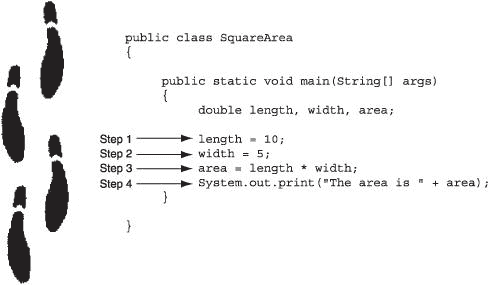 public class SquareArea
{
public static void main(String[] args)
{
double length, width, area;
Step 1 length = 10;
Step 2 width = 5;
Step 3 area = length * width;
Step 4 System.out.print("The area is " + area);
}
}